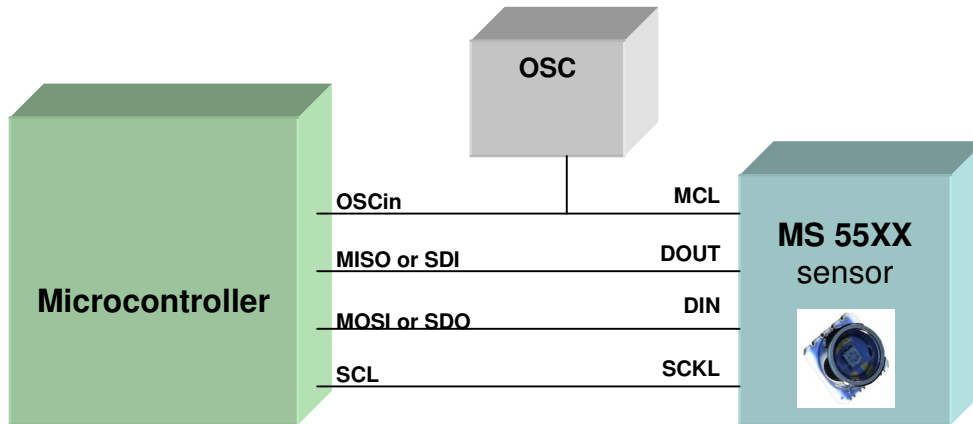 OSC
OSCin MCL
MISO or SDI DOUT
MS 55XX
sensor
Microcontroller
MOSI or SDO DIN
SCL SCKL